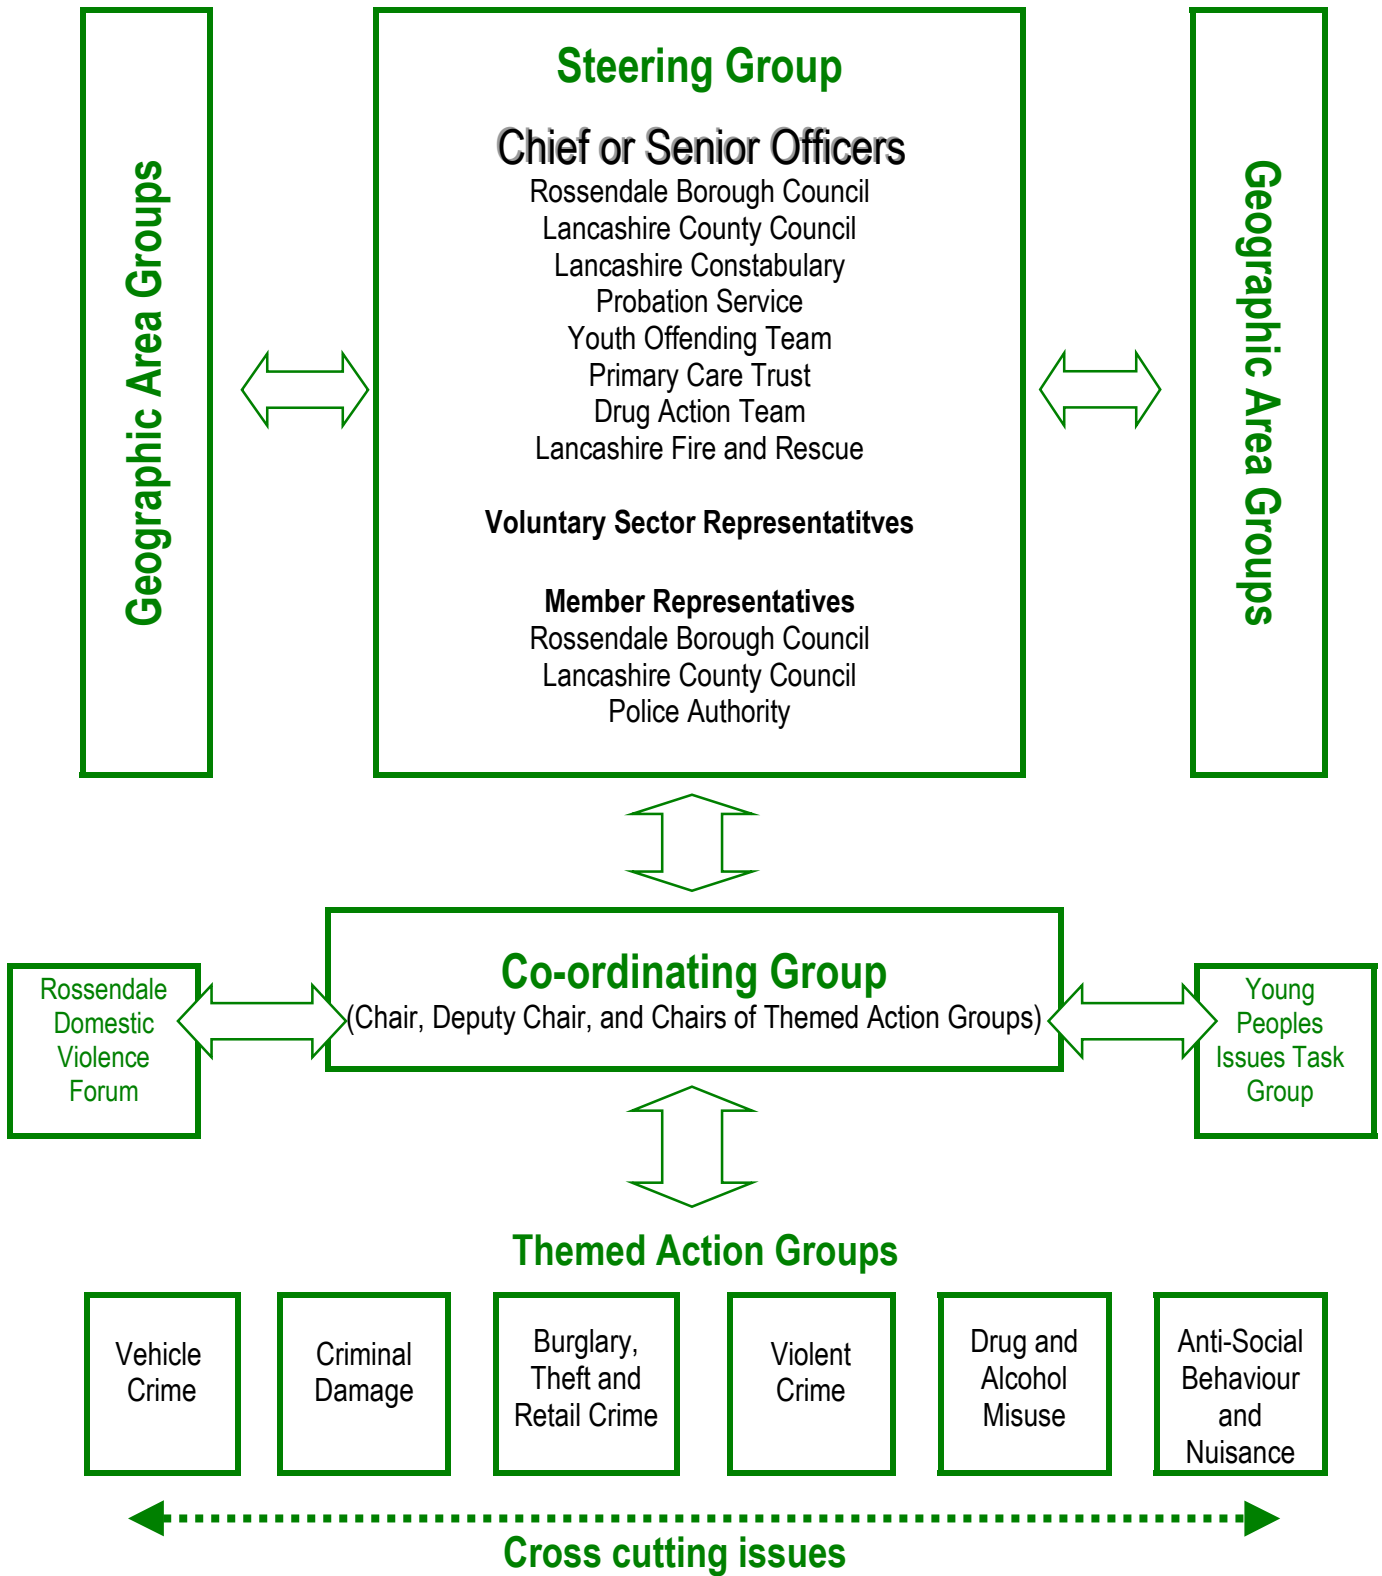 Geographic Area Groups
Steering Group
Chief or Senior Officers
Rossendale Borough Council
Lancashire County Council
Lancashire Constabulary
Probation Service
Youth Offending Team
Primary Care Trust
Drug Action Team
Lancashire Fire and Rescue
Voluntary Sector Representatitves
Member Representatives
Rossendale Borough Council
Lancashire County Council
Police Authority
Geographic Area Groups
Rossendale
Domestic
Violence
Forum
Co-ordinating Group
(Chair, Deputy Chair, and Chairs of Themed Action Groups)
Young
Peoples
Issues Task
Group
Themed Action Groups
Vehicle
Crime
Criminal
Damage
Burglary,
Theft and
Retail Crime
Violent
Crime
Drug and
Alcohol
Misuse
Anti-Social
Behaviour
and
Nuisance
Cross cutting issues